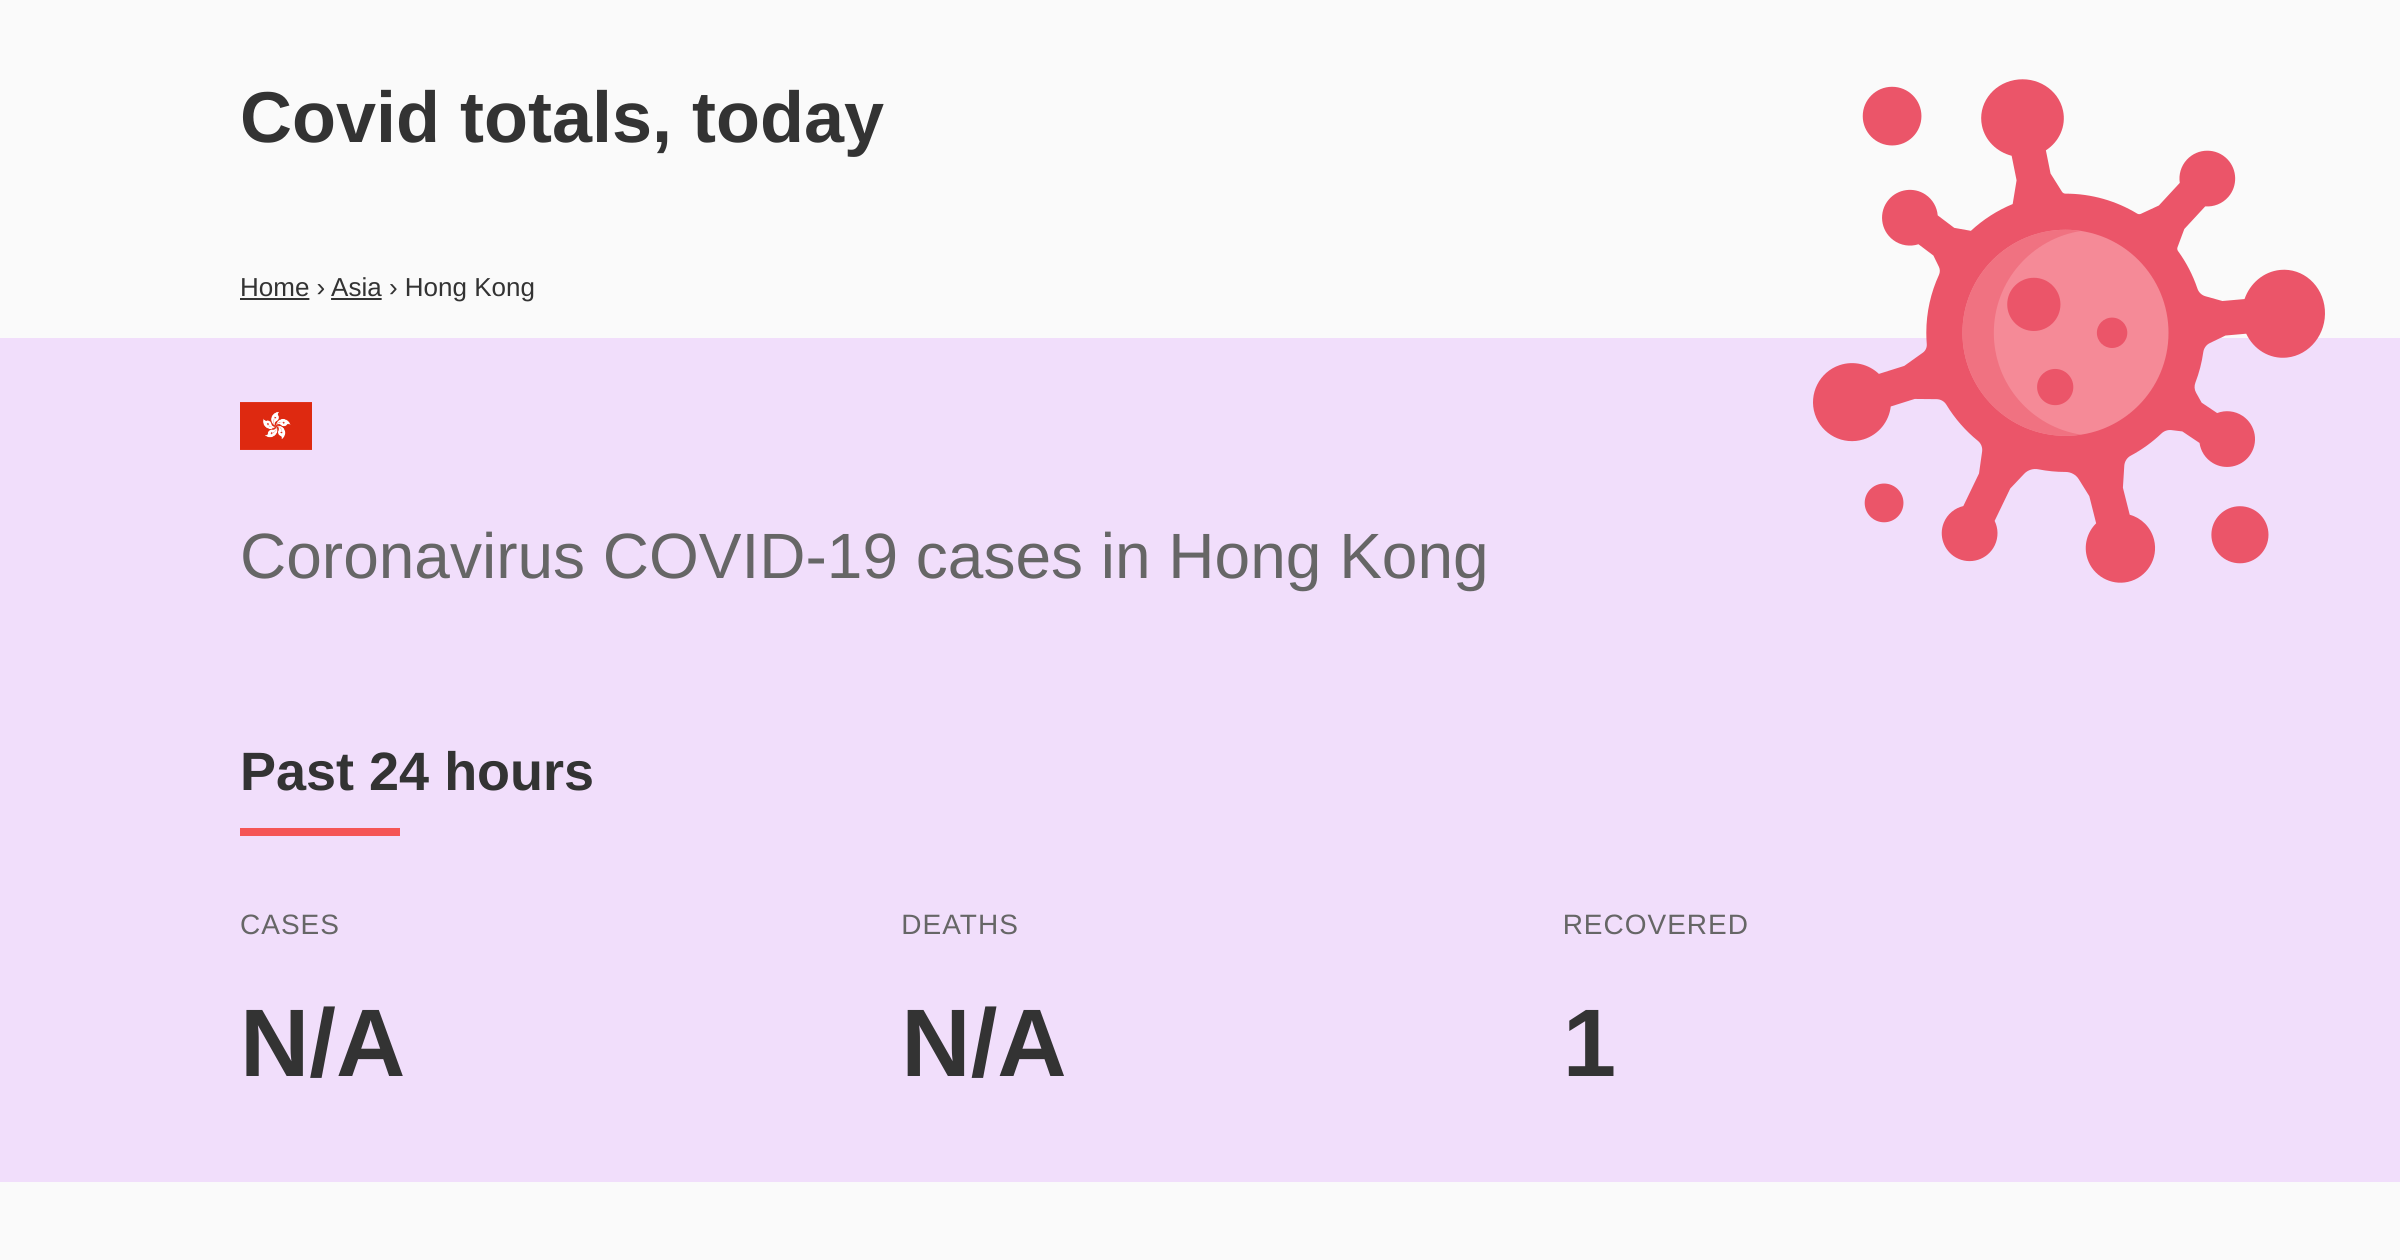 Covid totals, today
Home › Asia › Hong Kong
Coronavirus COVID-19 cases in Hong Kong
Past 24 hours
CASES DEATHS RECOVERED
N/A N/A 1